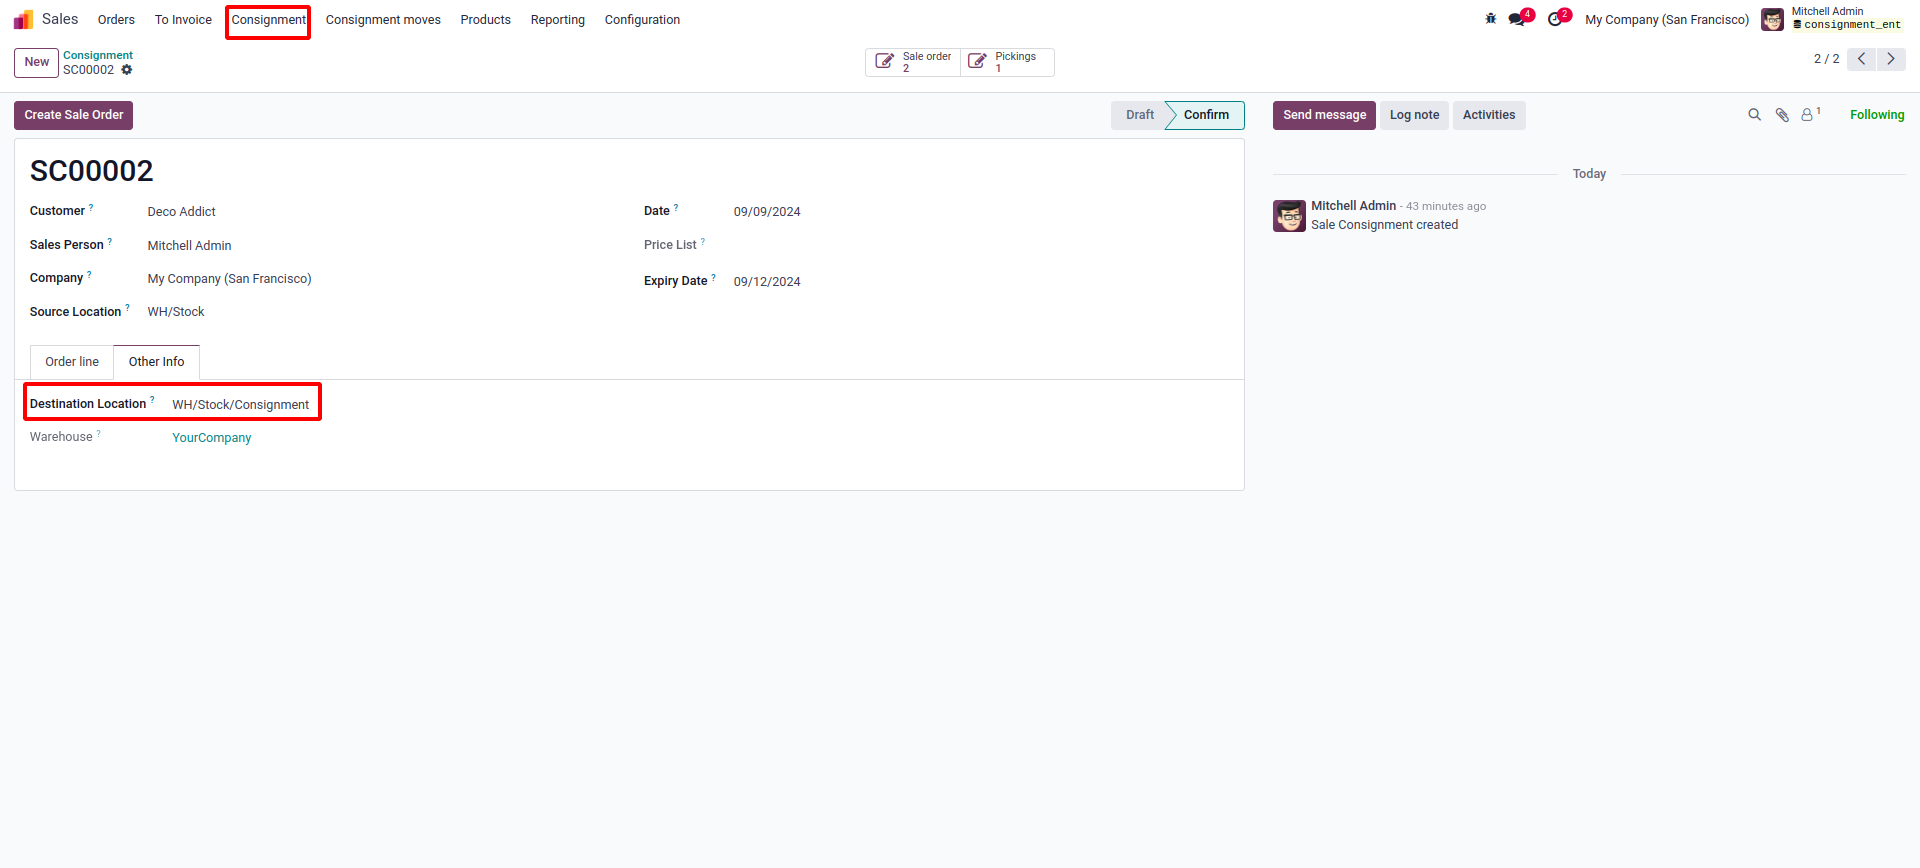 Sales Orders To Invoice Consignment Consignment moves Products Reporting Configuration 4 2 My Company (San Francisco) Mitchell Admin
consignment_ent
New Consignment
SC00002
Sale order
2
Pickings
1
2 / 2
Create Sale Order Draft Confirm Send message Log note Activities 1 Following
SC00002
Customer ? Deco Addict
Sales Person ? Mitchell Admin
Company ? My Company (San Francisco)
Source Location ? WH/Stock
Date ? 09/09/2024
Price List ?
Expiry Date ? 09/12/2024
Order line Other Info
Destination Location ? WH/Stock/Consignment
Warehouse ? YourCompany
Today
Mitchell Admin - 43 minutes ago
Sale Consignment created